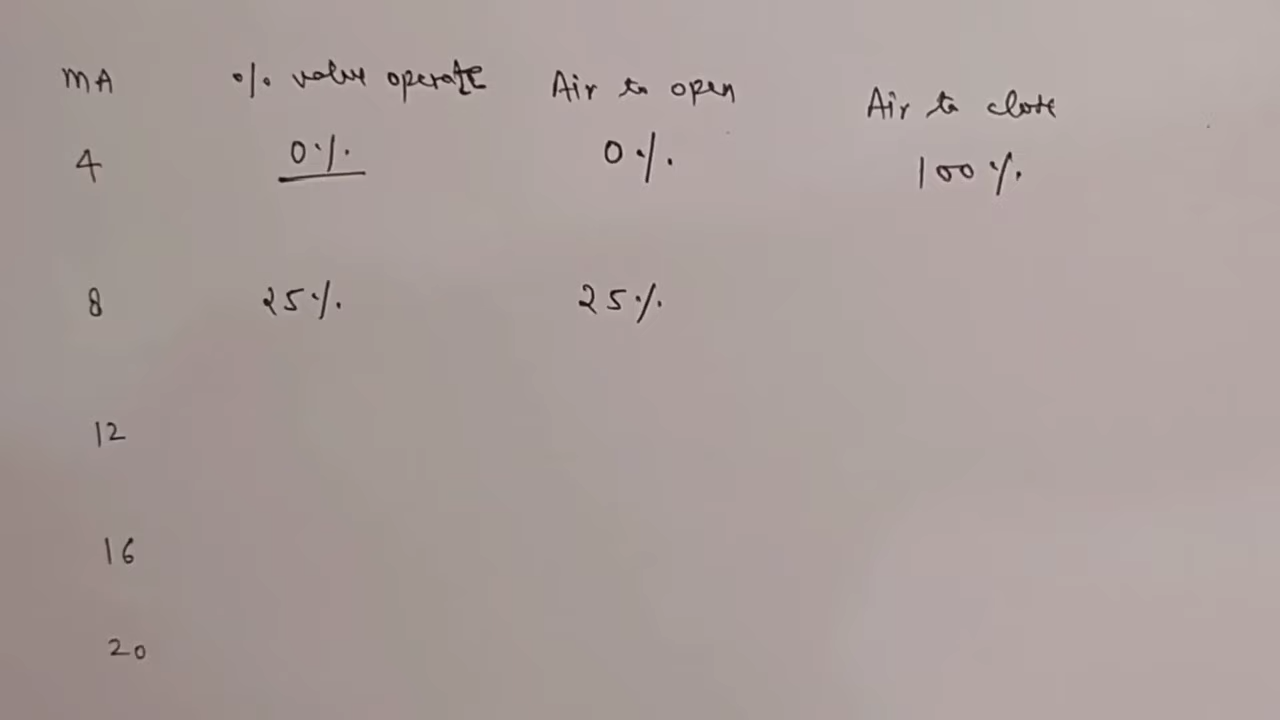 MA % valve operate Air to open Air to close
4 0% 0% 100%
8 25% 25%
12
16
20